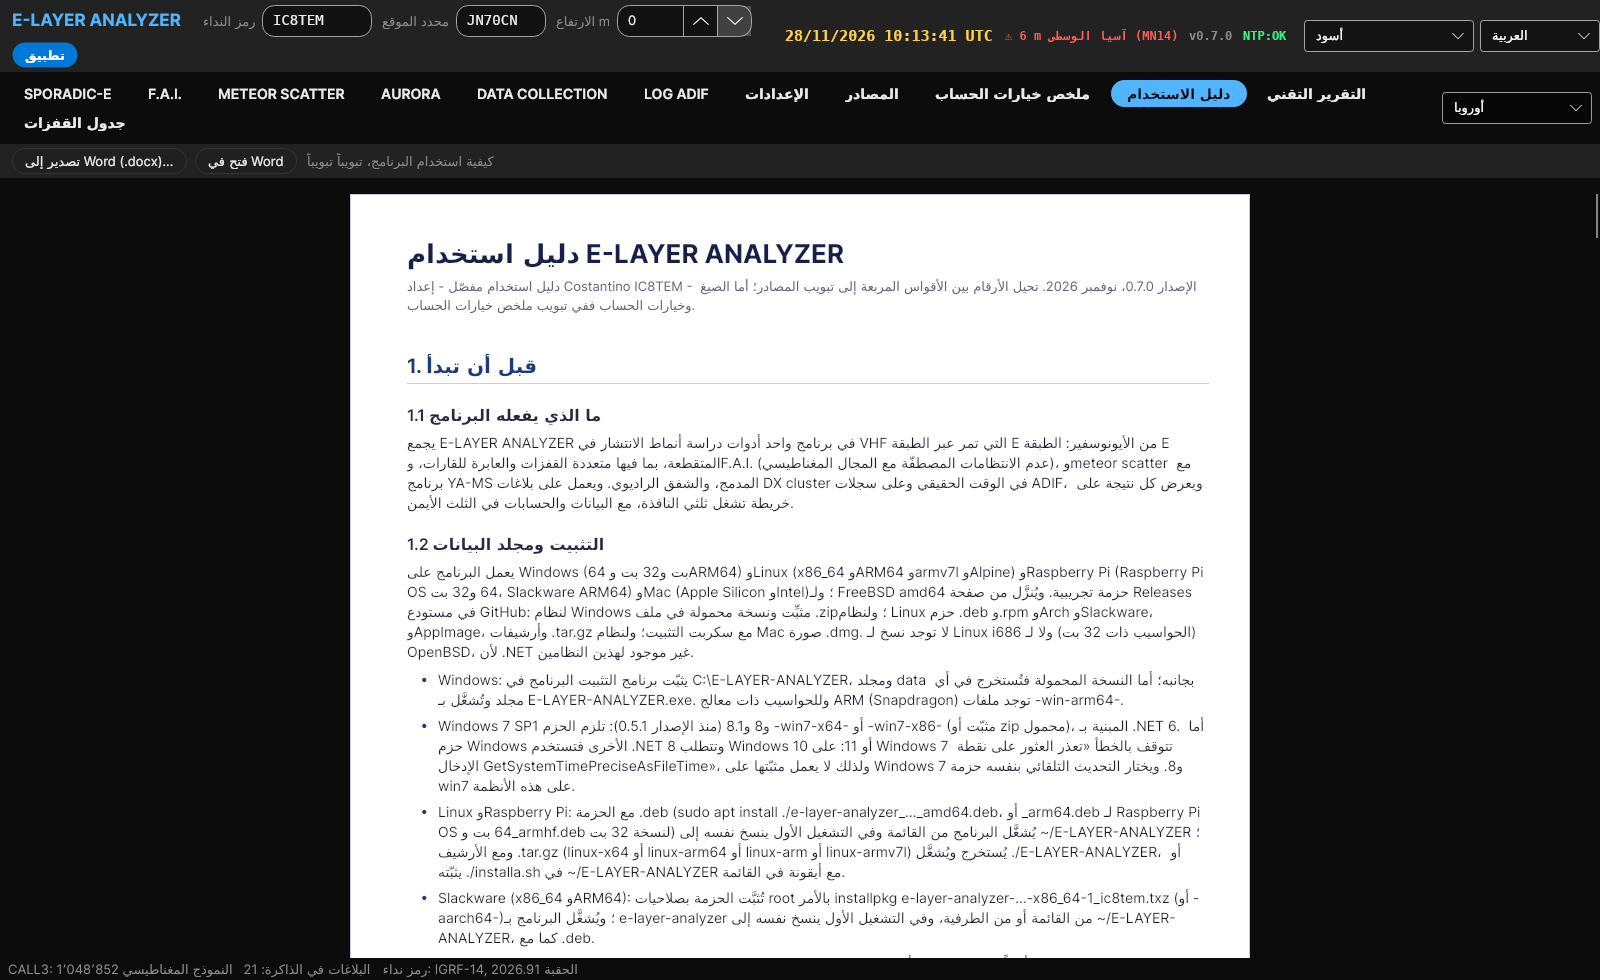 E-LAYER ANALYZER رمز النداء IC8TEM محدد الموقع JN70CN الارتفاع m 0
28/11/2026 10:13:41 UTC ⚠ 6 m آسيا الوسطى (MN14) v0.7.0 NTP:OK أسود العربية
تطبيق
SPORADIC-E F.A.I. METEOR SCATTER AURORA DATA COLLECTION LOG ADIF الإعدادات المصادر ملخص خيارات الحساب دليل الاستخدام التقرير التقني
أوروبا
جدول القفزات
تصدير إلى Word (.docx)... فتح في Word كيفية استخدام البرنامج، تبويباً تبويباً
دليل استخدام E-LAYER ANALYZER
دليل استخدام مفصّل - إعداد Costantino IC8TEM - الإصدار 0.7.0، نوفمبر 2026. تحيل الأرقام بين الأقواس المربعة إلى تبويب المصادر؛ أما الصيغ
وخيارات الحساب ففي تبويب ملخص خيارات الحساب.
1. قبل أن تبدأ
1.1 ما الذي يفعله البرنامج
يجمع E-LAYER ANALYZER في برنامج واحد أدوات دراسة أنماط الانتشار في VHF التي تمر عبر الطبقة E من الأيونوسفير: الطبقة E
المتقطعة، بما فيها متعددة القفزات والعابرة للقارات، وF.A.I. (عدم الانتظامات المصطفّة مع المجال المغناطيسي)، وmeteor scatter مع
برنامج YA-MS المدمج، والشفق الراديوي. ويعمل على بلاغات DX cluster في الوقت الحقيقي وعلى سجلات ADIF، ويعرض كل نتيجة على
خريطة تشغل ثلثي النافذة، مع البيانات والحسابات في الثلث الأيمن.
1.2 التثبيت ومجلد البيانات
يعمل البرنامج على Windows (64 بت و32 بت وARM64) وLinux (x86_64 وARM64 وarmv7l وAlpine) وRaspberry Pi (Raspberry Pi
OS 64 و32 بت، Slackware ARM64) وMac (Apple Silicon وIntel)؛ ولـ FreeBSD amd64 حزمة تجريبية. ويُنزَّل من صفحة Releases
في مستودع GitHub: لنظام Windows مثبِّت ونسخة محمولة في ملف .zip؛ ولنظام Linux حزم .deb و.rpm وArch وSlackware،
وAppImage، وأرشيفات .tar.gz مع سكربت التثبيت؛ ولنظام Mac صورة .dmg. لا توجد نسخ لـ Linux i686 (الحواسيب ذات 32 بت) ولا لـ
OpenBSD، لأن .NET غير موجود لهذين النظامين.
• Windows: يثبّت برنامج التثبيت البرنامج في C:\E-LAYER-ANALYZER، ومجلد data بجانبه؛ أما النسخة المحمولة فتُستخرج في أي
مجلد وتُشغَّل بـ E-LAYER-ANALYZER.exe. وللحواسيب ذات معالج ARM (Snapdragon) توجد ملفات -win-arm64-.
• Windows 7 SP1 و8 و8.1 (منذ الإصدار 0.5.1): تلزم الحزم -win7-x64- أو -win7-x86- (مثبّت أو zip محمول)، المبنية بـ .NET 6. أما
حزم Windows الأخرى فتستخدم .NET 8 وتتطلب Windows 10 أو 11: على Windows 7 تتوقف بالخطأ «تعذر العثور على نقطة
الإدخال GetSystemTimePreciseAsFileTime»، ولذلك لا يعمل مثبّتها على Windows 7 و8. ويختار التحديث التلقائي بنفسه حزمة
win7 على هذه الأنظمة.
• Linux وRaspberry Pi: مع الحزمة .deb (sudo apt install ./e-layer-analyzer_..._amd64.deb، أو _arm64.deb لـ Raspberry Pi
OS 64 بت و _armhf.deb لنسخة 32 بت) يُشغَّل البرنامج من القائمة وفي التشغيل الأول ينسخ نفسه إلى ~/E-LAYER-ANALYZER؛
ومع الأرشيف .tar.gz (linux-x64 أو linux-arm64 أو linux-arm أو linux-armv7l) يُستخرج ويُشغَّل ./E-LAYER-ANALYZER، أو
يثبّته ./installa.sh في ~/E-LAYER-ANALYZER مع أيقونة في القائمة.
• Slackware (x86_64 وARM64): تُثبَّت الحزمة بصلاحيات root بالأمر installpkg e-layer-analyzer-...-x86_64-1_ic8tem.txz (أو -
aarch64-)؛ ويُشغَّل البرنامج بـ e-layer-analyzer من القائمة أو من الطرفية، وفي التشغيل الأول ينسخ نفسه إلى ~/E-LAYER-
ANALYZER، كما مع .deb.
CALL3: 1٬048٬852 رمز نداء البلاغات في الذاكرة: 21 النموذج المغناطيسي: IGRF-14, الحقبة 2026.91